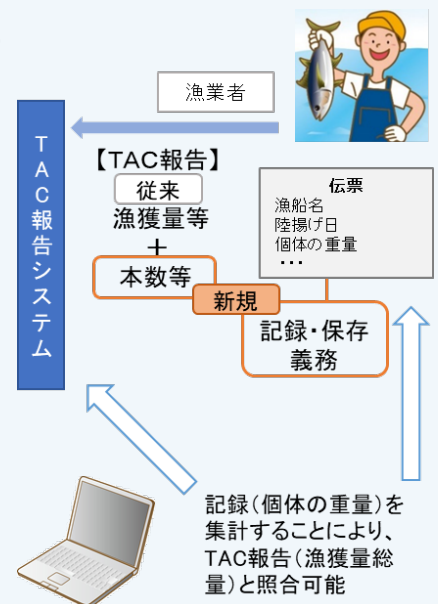 漁業者
TAC報告システム
【TAC報告】
従来
漁獲量等
＋
本数等
新規
伝票
漁船名
陸揚げ日
個体の重量
・・・
記録・保存
義務
記録（個体の重量）を
集計することにより、
TAC報告（漁獲量総
量）と照合可能